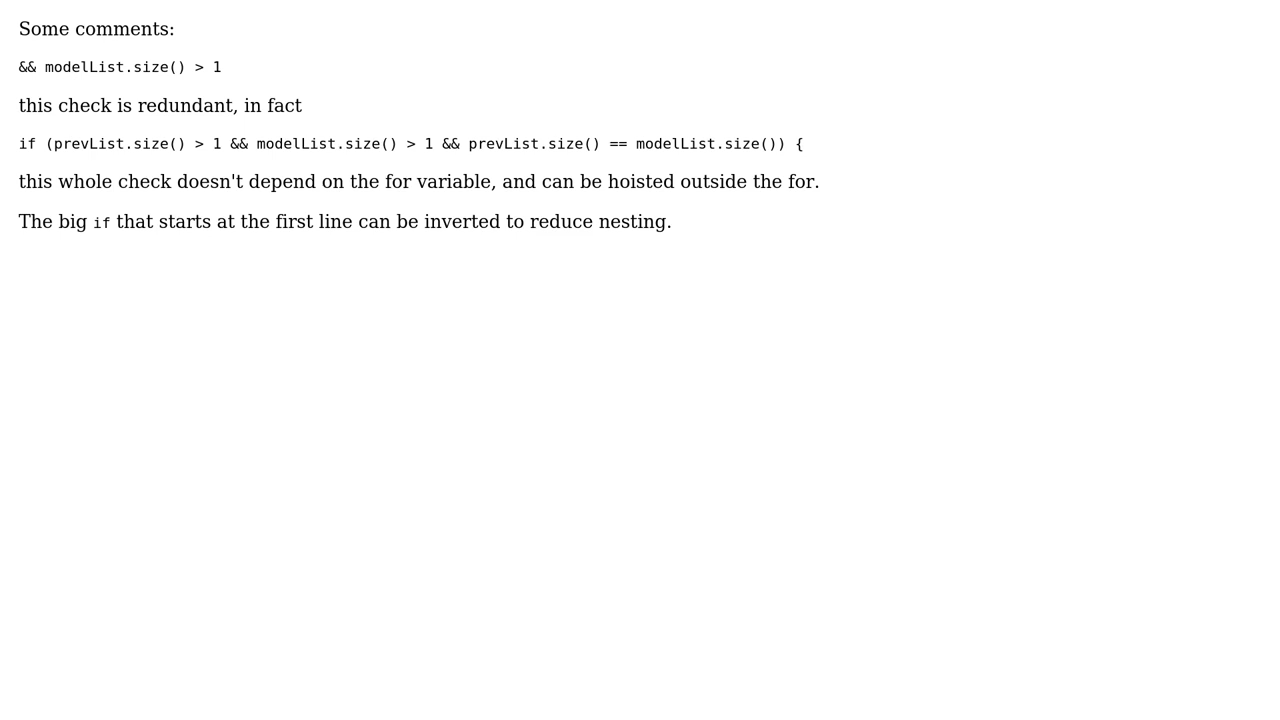 Some comments:
&& modelList.size() > 1
this check is redundant, in fact
if (prevList.size() > 1 && modelList.size() > 1 && prevList.size() == modelList.size()) {
this whole check doesn't depend on the for variable, and can be hoisted outside the for.
The big if that starts at the first line can be inverted to reduce nesting.